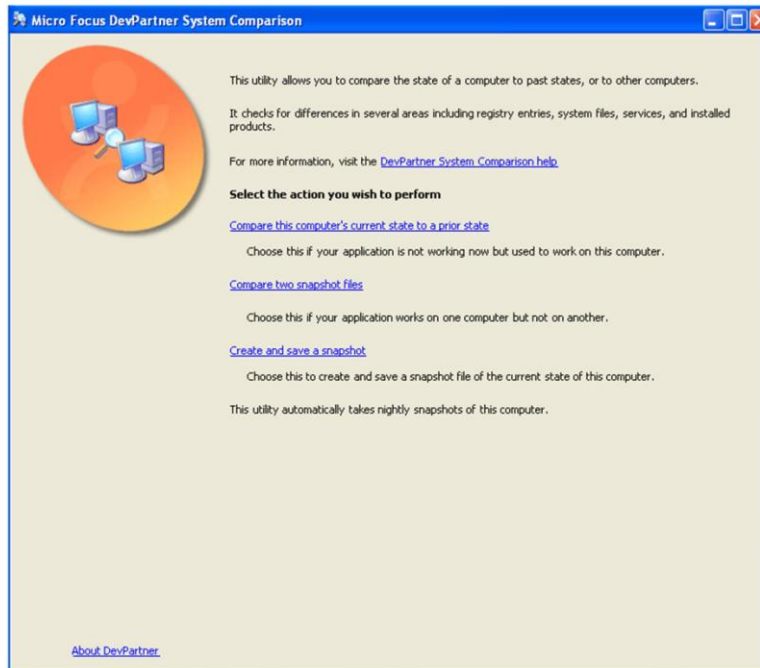 Micro Focus DevPartner System Comparison
This utility allows you to compare the state of a computer to past states, or to other computers.
It checks for differences in several areas including registry entries, system files, services, and installed
products.
For more information, visit the DevPartner System Comparison help
Select the action you wish to perform
Compare this computer's current state to a prior state
Choose this if your application is not working now but used to work on this computer.
Compare two snapshot files
Choose this if your application works on one computer but not on another.
Create and save a snapshot
Choose this to create and save a snapshot file of the current state of this computer.
This utility automatically takes nightly snapshots of this computer.
About DevPartner